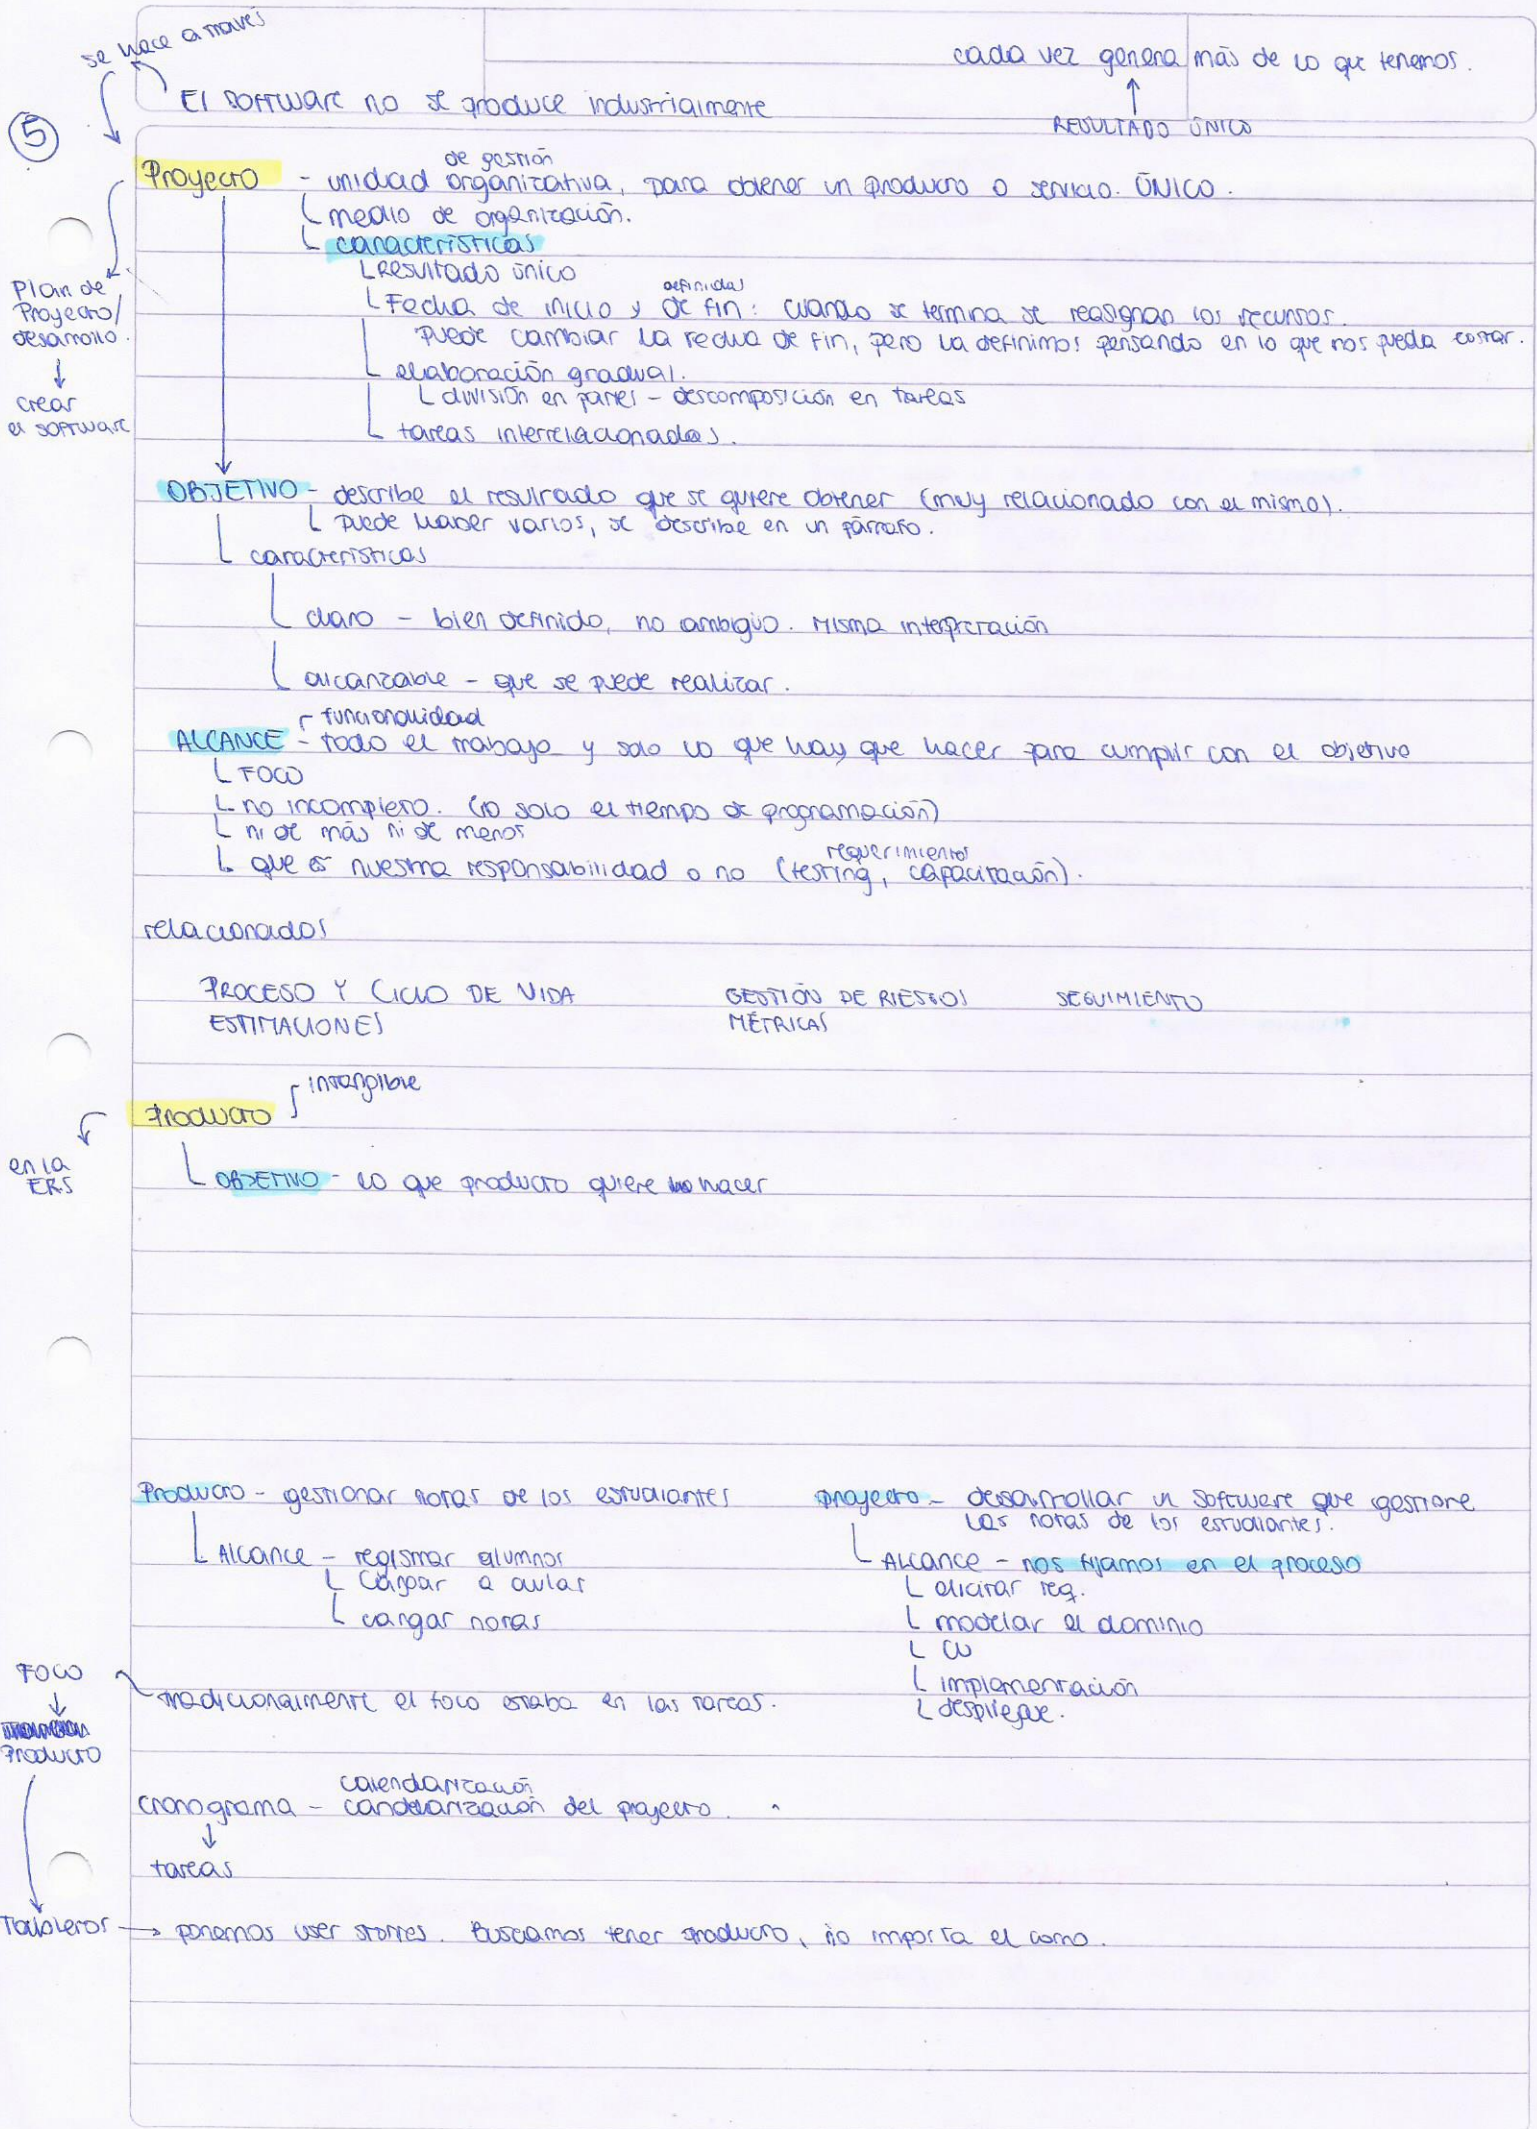 se hace a través
cada vez genera más de lo que tenemos.
El software no se produce industrialmente
RESULTADO ÚNICO
5
de gestión
Proyecto - unidad organizativa, para obtener un producto o servicio. ÚNICO.
medio de organización.
características
Resultado único
definidas
Fecha de inicio y de fin: cuando se termina se reasignan los recursos.
Puede cambiar la fecha de fin, pero la definimos pensando en lo que nos pueda costar.
elaboración gradual.
división en partes - descomposición en tareas
tareas interrelacionadas.
Plan de
Proyecto/
desarrollo.
crear
el software
OBJETIVO - describe el resultado que se quiere obtener (muy relacionado con el mismo).
puede haber varios, se describe en un párrafo.
características
claro - bien definido, no ambigüo. Misma interpretación
alcanzable - que se puede realizar.
funcionalidad
ALCANCE - todo el trabajo y solo lo que hay que hacer para cumplir con el objetivo
FOCO
no incompleto. (no solo el tiempo de programación)
ni de más ni de menos
requerimientos
que es nuestra responsabilidad o no (testing, capacitación).
relacionados
PROCESO Y CICLO DE VIDA GESTIÓN DE RIESGOS SEGUIMIENTO
ESTIMACIONES MÉTRICAS
intangible
Producto
en la
ERS
OBJETIVO - lo que producto quiere hacer
Producto - gestionar notas de los estudiantes
Alcance - registrar alumnos
a aulas
cargar notas
proyecto - desarrollar un software que gestione
las notas de los estudiantes.
ALCANCE - nos fijamos en el proceso
elicitar req.
modelar el dominio
CU
implementación
despliegue.
FOCO
Producto
tradicionalmente el foco estaba en las tareas.
calendarización
cronograma - candelarización del proyecto.
tareas
Tableros → ponemos user stories. Buscamos tener producto, no importa el como.